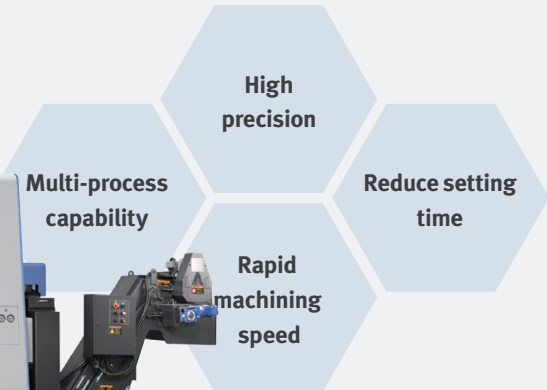 High
precision
Multi-process
capability
Reduce setting
time
Rapid
machining
speed